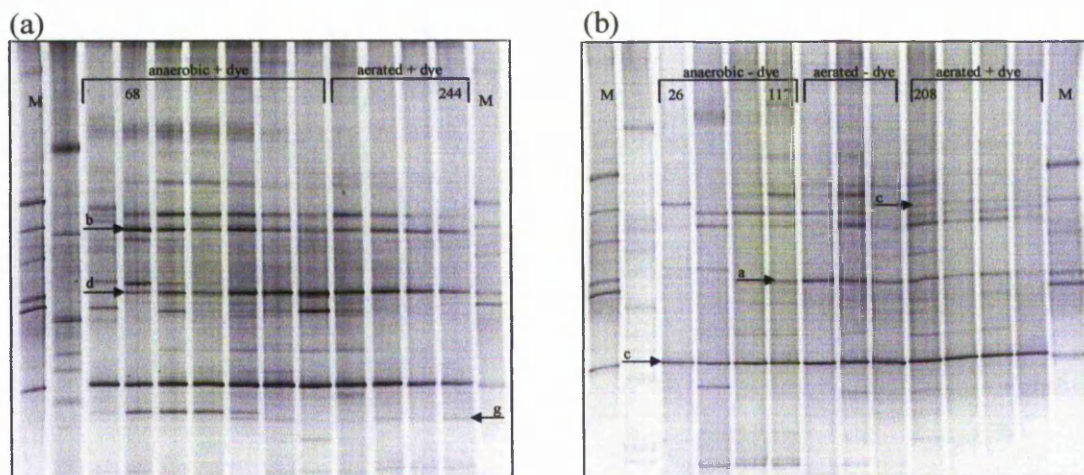 (a)
anaerobic + dye aerated + dye
M 68 244 M
b
d
g
(b)
anaerobic - dye aerated - dye aerated + dye
M 26 117 208 M
c
a
c